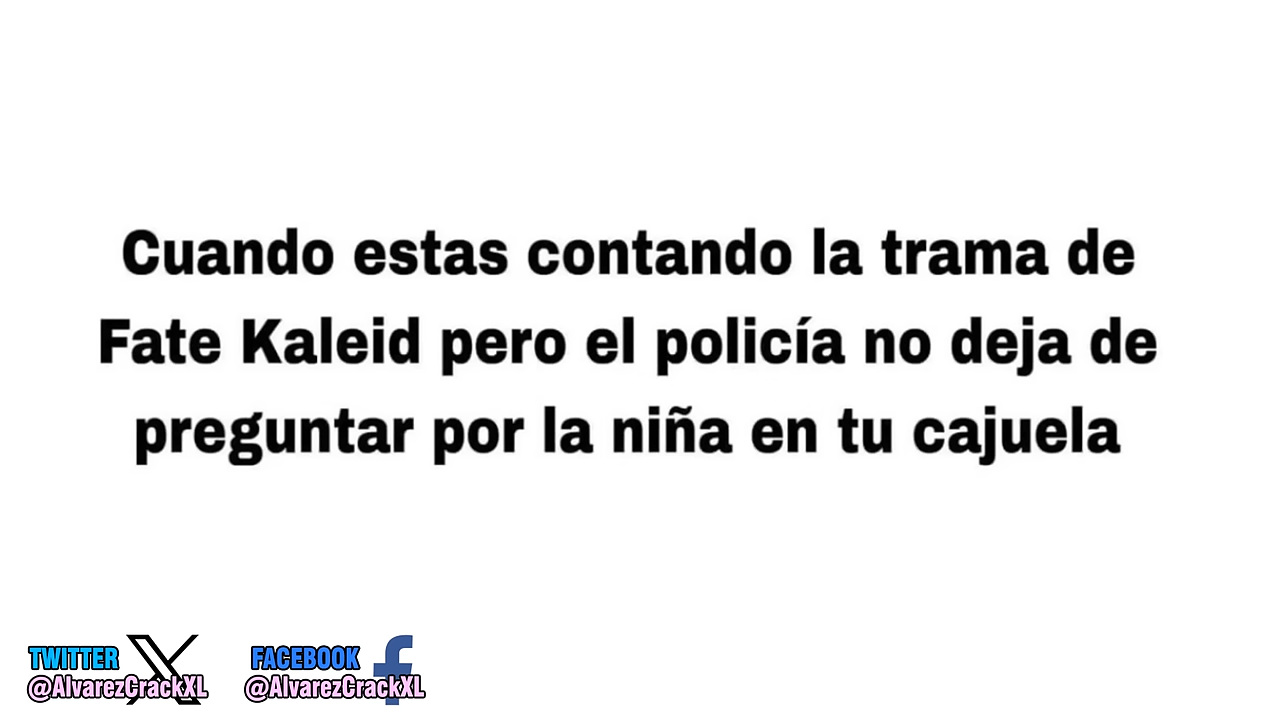 Cuando estas contando la trama de
Fate Kaleid pero el policía no deja de
preguntar por la niña en tu cajuela
TWITTER X FACEBOOK f
@AlvarezCrackXL @AlvarezCrackXL